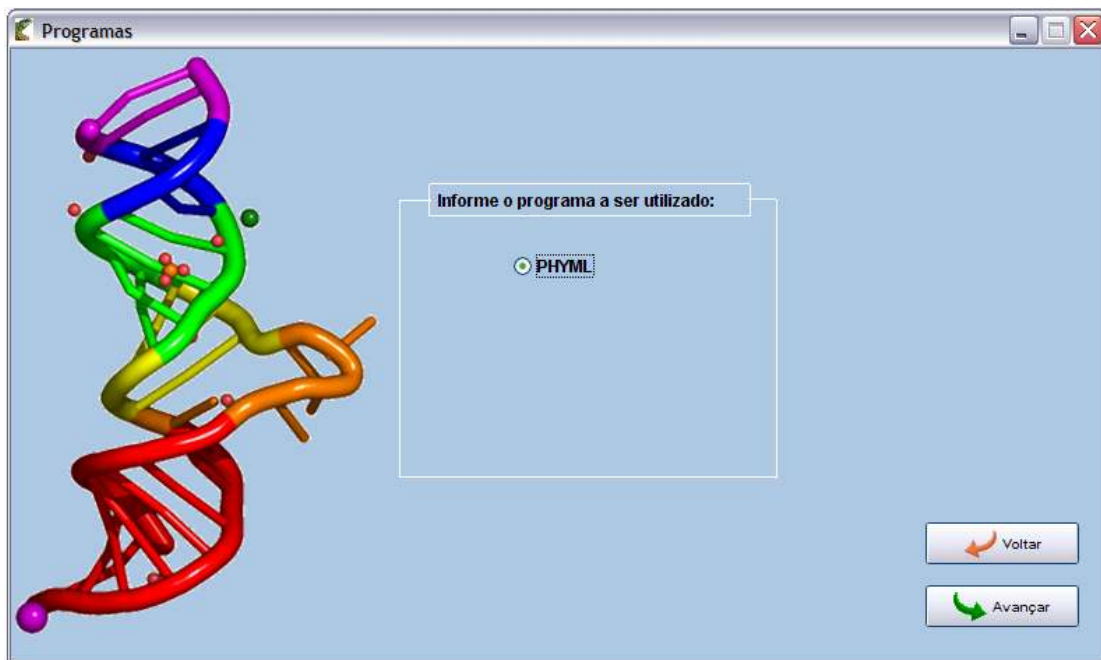 Programas
Informe o programa a ser utilizado:
PHYML
Voltar
Avançar